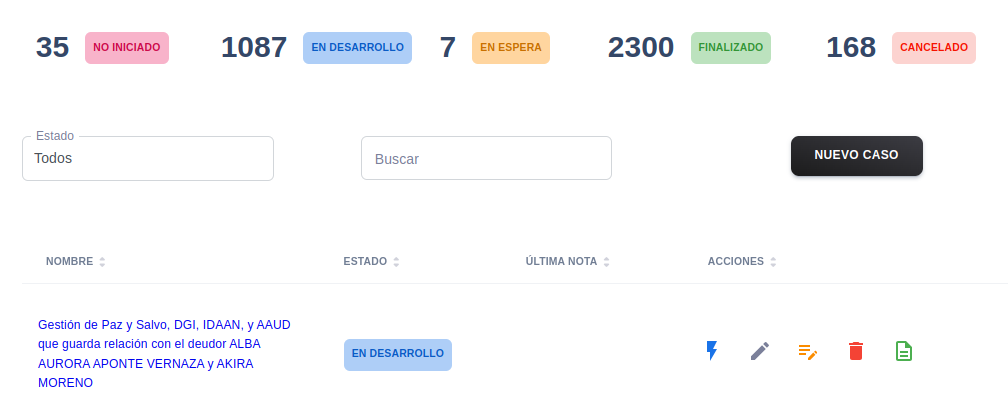 35 NO INICIADO 1087 EN DESARROLLO 7 EN ESPERA 2300 FINALIZADO 168 CANCELADO
Estado
Todos
Buscar
NUEVO CASO
NOMBRE ESTADO ÚLTIMA NOTA ACCIONES
Gestión de Paz y Salvo, DGI, IDAAN, y AAUD
que guarda relación con el deudor ALBA
AURORA APONTE VERNAZA y AKIRA
MORENO
EN DESARROLLO